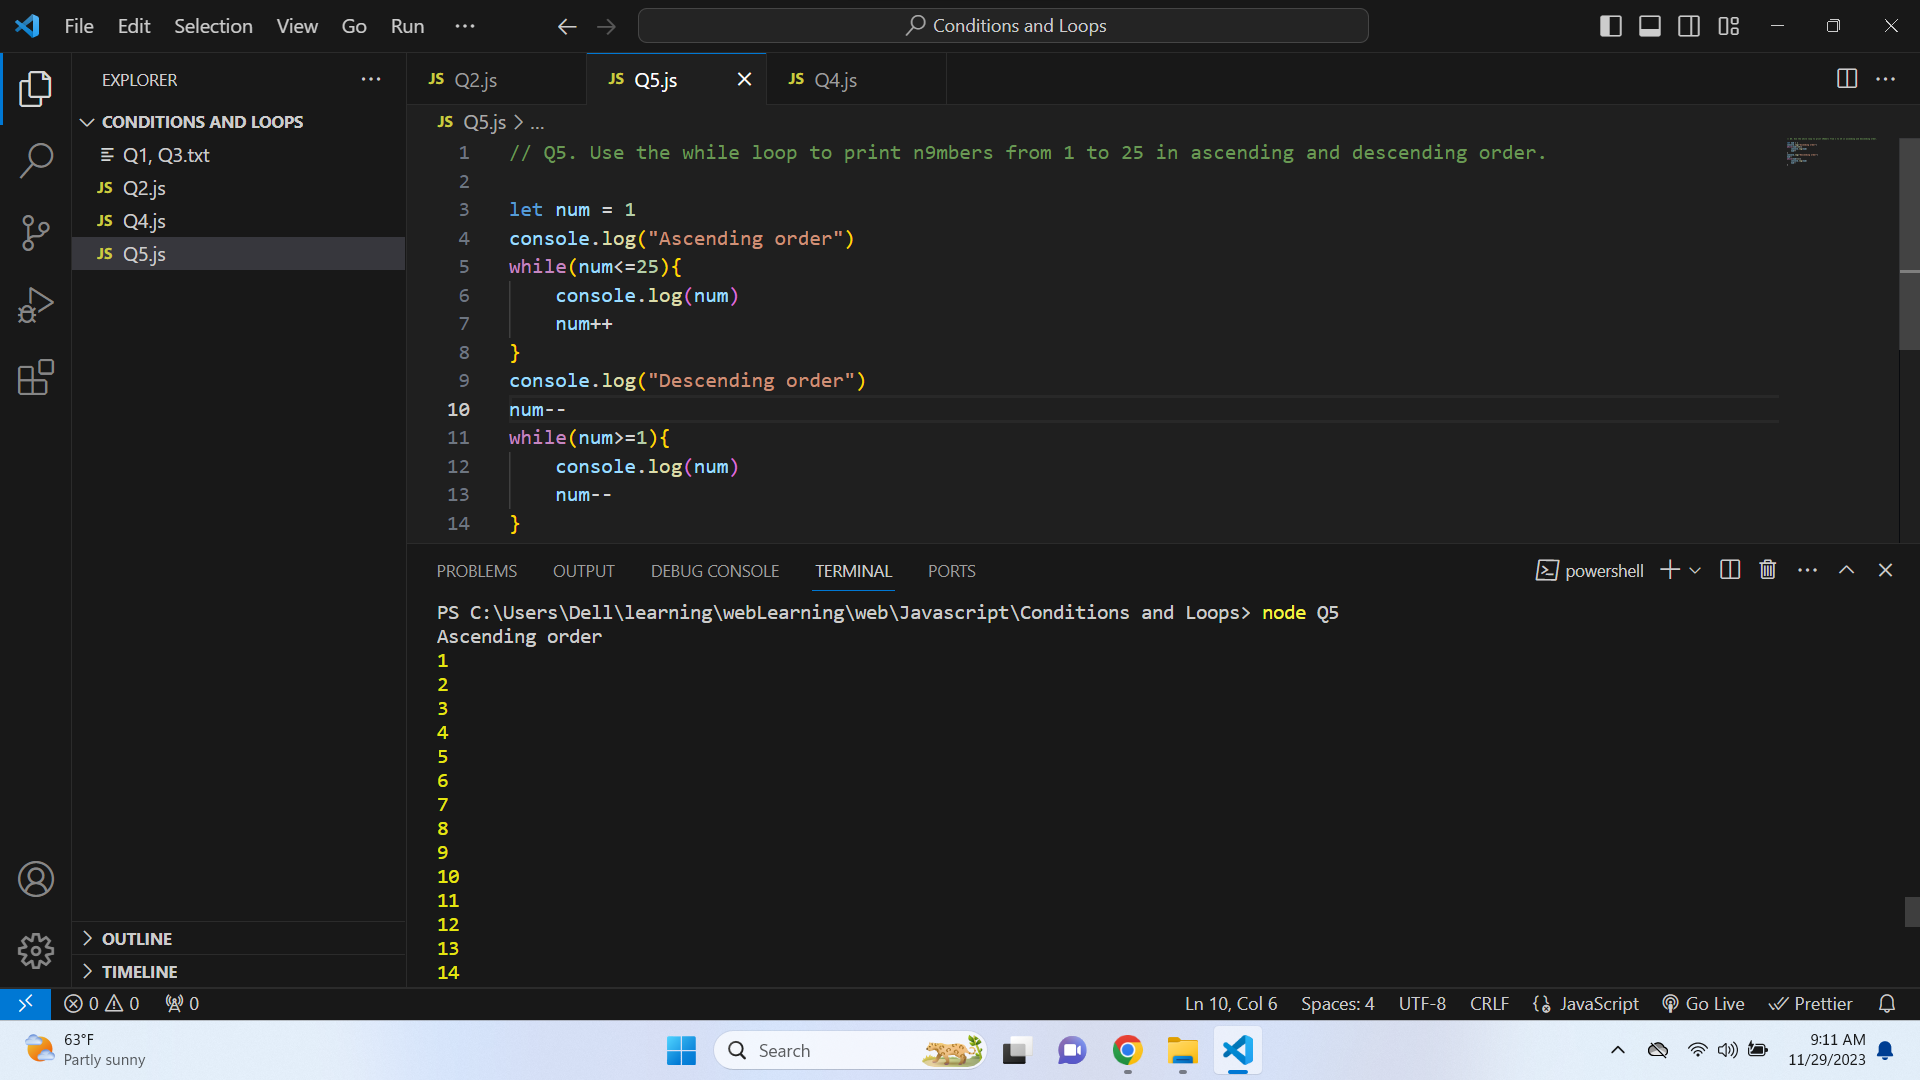 File Edit Selection View Go Run ··· Conditions and Loops
EXPLORER ···
CONDITIONS AND LOOPS
Q1, Q3.txt
JS Q2.js
JS Q4.js
JS Q5.js
OUTLINE
TIMELINE
JS Q2.js JS Q5.js JS Q4.js
JS Q5.js > ...
1 // Q5. Use the while loop to print n9mbers from 1 to 25 in ascending and descending order.
2
3 let num = 1
4 console.log("Ascending order")
5 while(num<=25){
6 console.log(num)
7 num++
8 }
9 console.log("Descending order")
10 num--
11 while(num>=1){
12 console.log(num)
13 num--
14 }
PROBLEMS OUTPUT DEBUG CONSOLE TERMINAL PORTS powershell
PS C:\Users\Dell\learning\webLearning\web\Javascript\Conditions and Loops> node Q5
Ascending order
1
2
3
4
5
6
7
8
9
10
11
12
13
14
0 0 0 Ln 10, Col 6 Spaces: 4 UTF-8 CRLF JavaScript Go Live Prettier
63°F
Partly sunny
Search
9:11 AM
11/29/2023